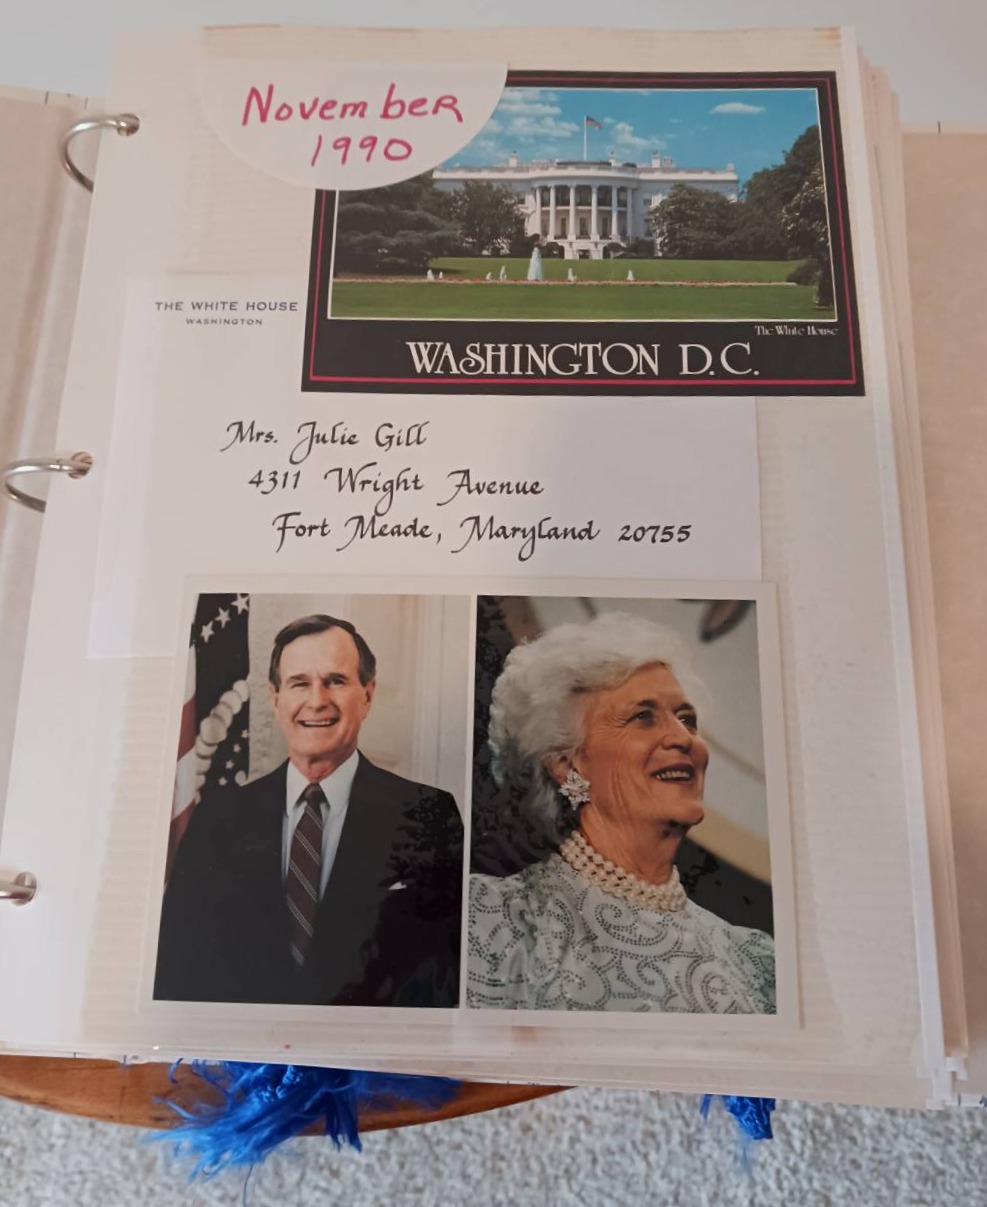 November
1990
The White House
WASHINGTON D.C.
THE WHITE HOUSE
WASHINGTON
Mrs. Julie Gill
4311 Wright Avenue
Fort Meade, Maryland 20755